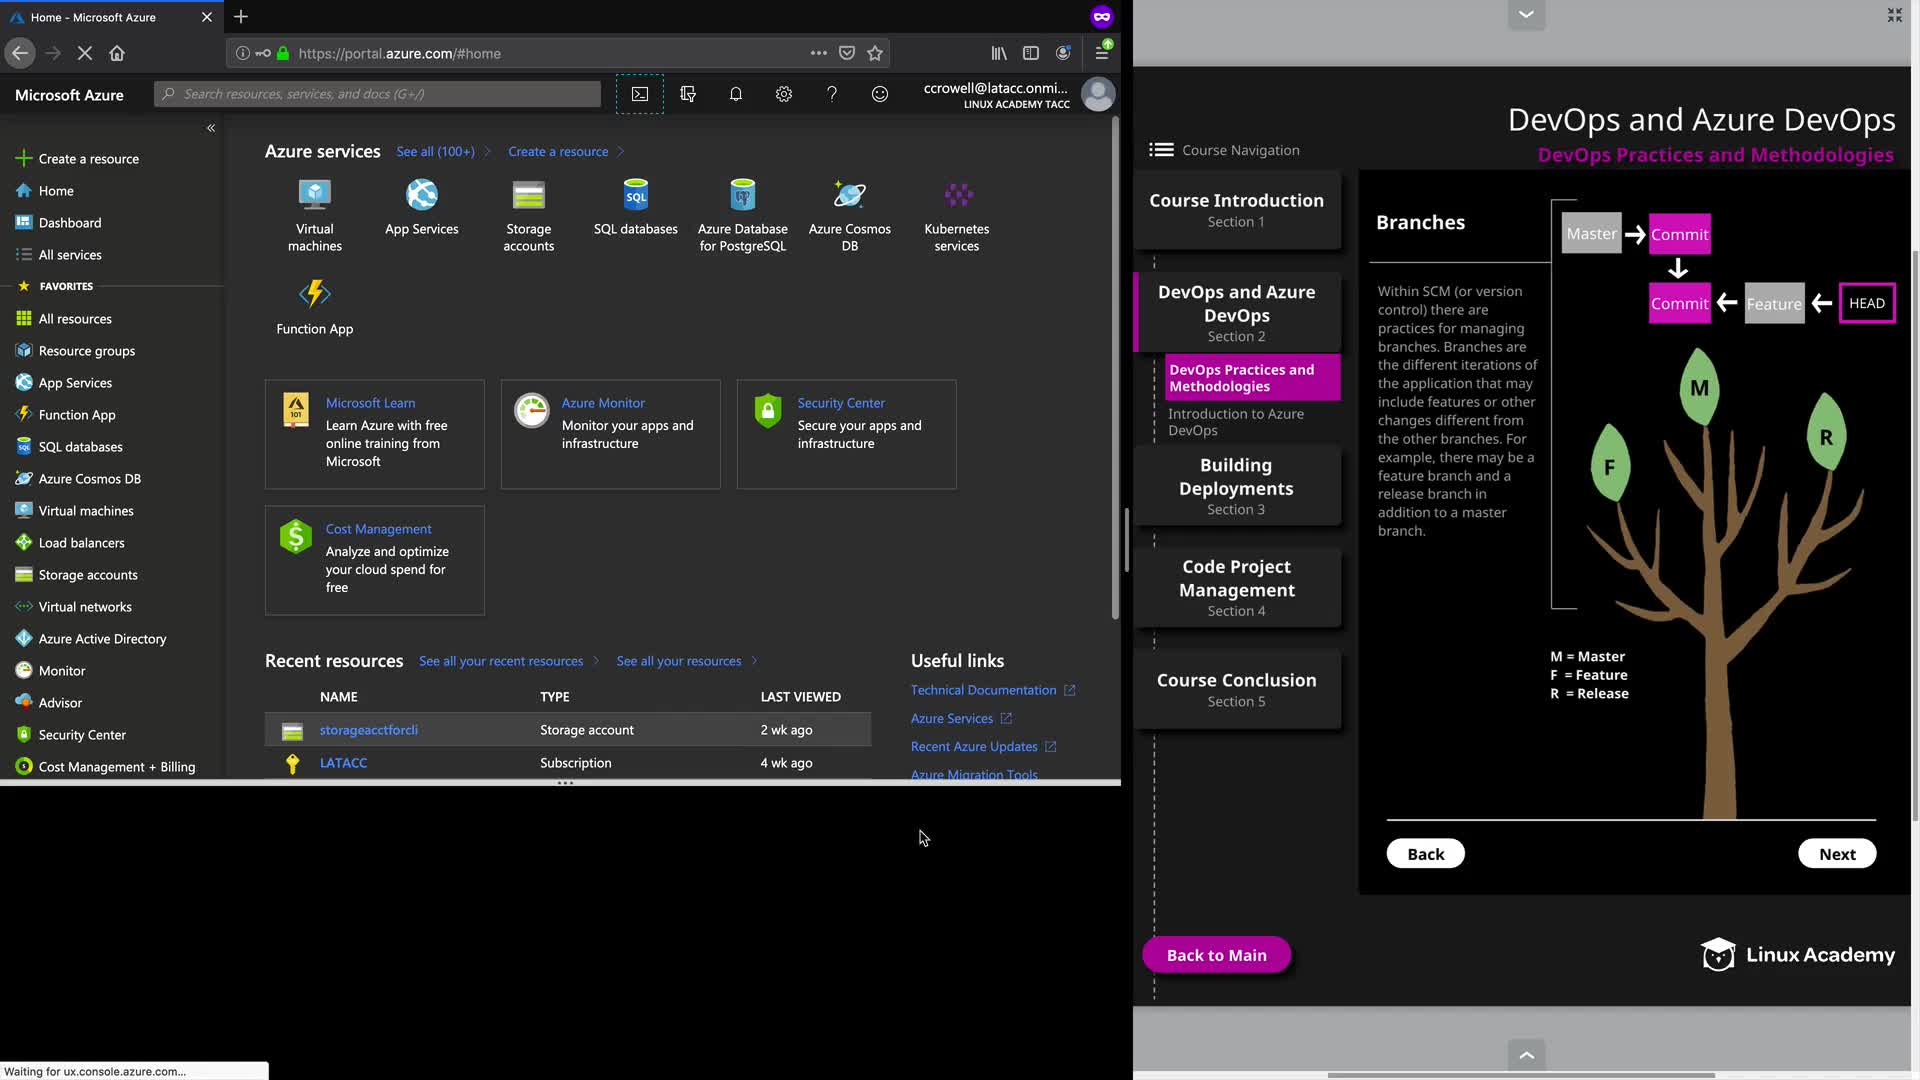 Home - Microsoft Azure
https://portal.azure.com/#home
Microsoft Azure
Search resources, services, and docs (G+/)
ccrowell@latacc.onmi...
LINUX ACADEMY TACC
Create a resource
Home
Dashboard
All services
FAVORITES
All resources
Resource groups
App Services
Function App
SQL databases
Azure Cosmos DB
Virtual machines
Load balancers
Storage accounts
Virtual networks
Azure Active Directory
Monitor
Advisor
Security Center
Cost Management + Billing
Azure services
See all (100+)
Create a resource
Virtual
machines
App Services
Storage
accounts
SQL
SQL databases
Azure Database
for PostgreSQL
Azure Cosmos
DB
Kubernetes
services
Function App
101
Microsoft Learn
Learn Azure with free
online training from
Microsoft
Azure Monitor
Monitor your apps and
infrastructure
Security Center
Secure your apps and
infrastructure
Cost Management
Analyze and optimize
your cloud spend for
free
Recent resources
See all your recent resources
See all your resources
NAME TYPE LAST VIEWED
storageacctforcli Storage account 2 wk ago
LATACC Subscription 4 wk ago
Useful links
Technical Documentation
Azure Services
Recent Azure Updates
Azure Migration Tools
Waiting for ux.console.azure.com...
DevOps and Azure DevOps
DevOps Practices and Methodologies
Course Navigation
Course Introduction
Section 1
DevOps and Azure
DevOps
Section 2
DevOps Practices and
Methodologies
Introduction to Azure
DevOps
Building
Deployments
Section 3
Code Project
Management
Section 4
Course Conclusion
Section 5
Back to Main
Branches
Within SCM (or version
control) there are
practices for managing
branches. Branches are
the different iterations of
the application that may
include features or other
changes different from
the other branches. For
example, there may be a
feature branch and a
release branch in
addition to a master
branch.
Master
Commit
Commit
Feature
HEAD
M
R
F
M = Master
F = Feature
R = Release
Back
Next
Linux Academy